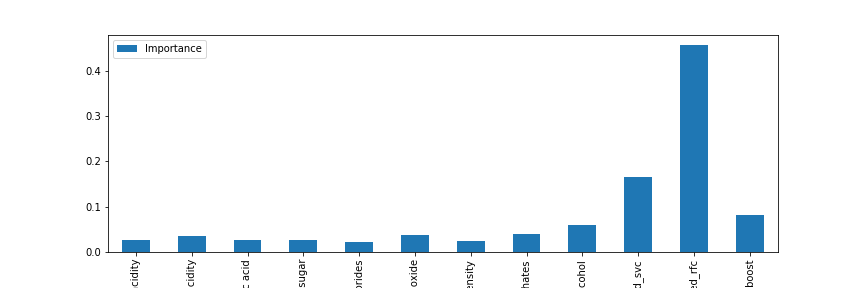 Importance
0.4
0.3
0.2
0.1
0.0
acidity
cidity
c acid
sugar
orides
oxide
ensity
hates
cohol
d_svc
ed_rfc
boost